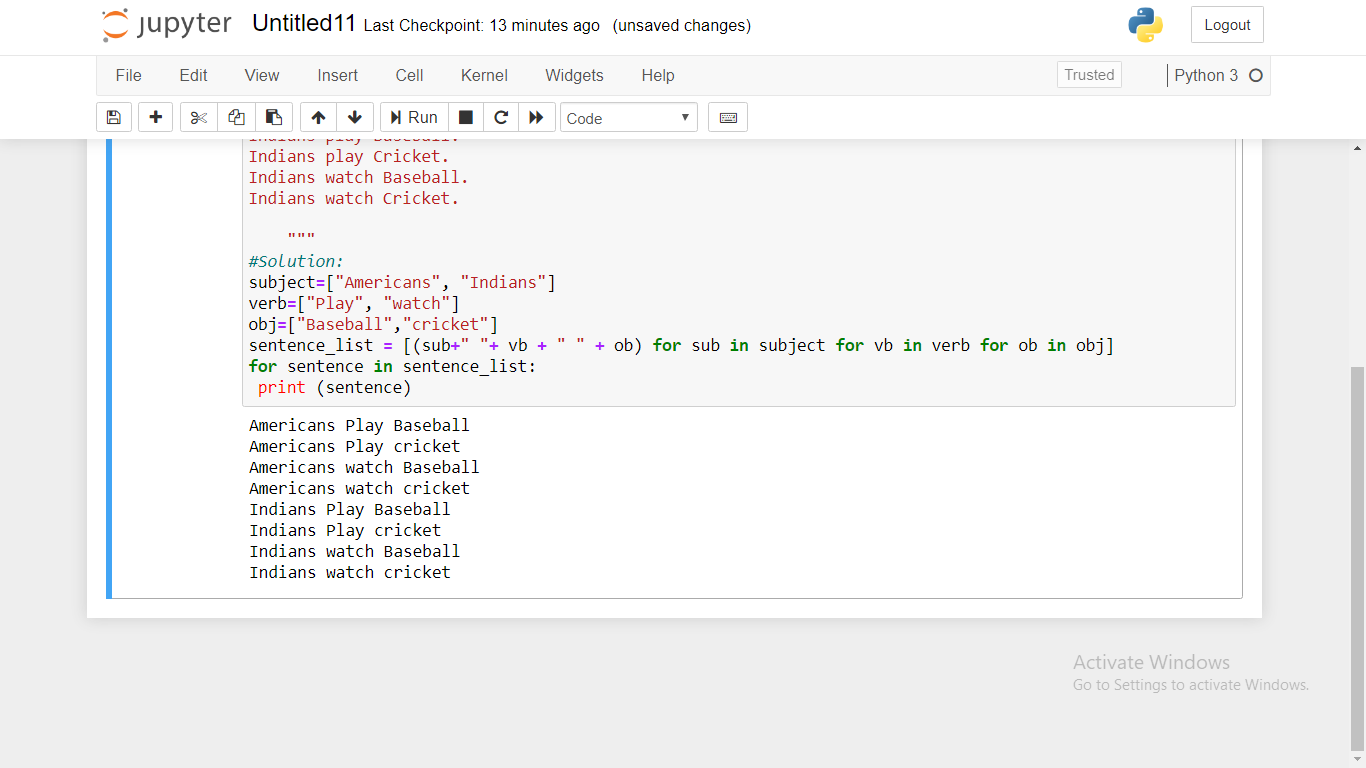 jupyter Untitled11 Last Checkpoint: 13 minutes ago (unsaved changes) Logout
File Edit View Insert Cell Kernel Widgets Help Trusted Python 3
Run Code
Indians play Baseball.
Indians play Cricket.
Indians watch Baseball.
Indians watch Cricket.
"""
#Solution:
subject=["Americans", "Indians"]
verb=["Play", "watch"]
obj=["Baseball","cricket"]
sentence_list = [(sub+" "+ vb + " " + ob) for sub in subject for vb in verb for ob in obj]
for sentence in sentence_list:
 print (sentence)
Americans Play Baseball
Americans Play cricket
Americans watch Baseball
Americans watch cricket
Indians Play Baseball
Indians Play cricket
Indians watch Baseball
Indians watch cricket
Activate Windows
Go to Settings to activate Windows.